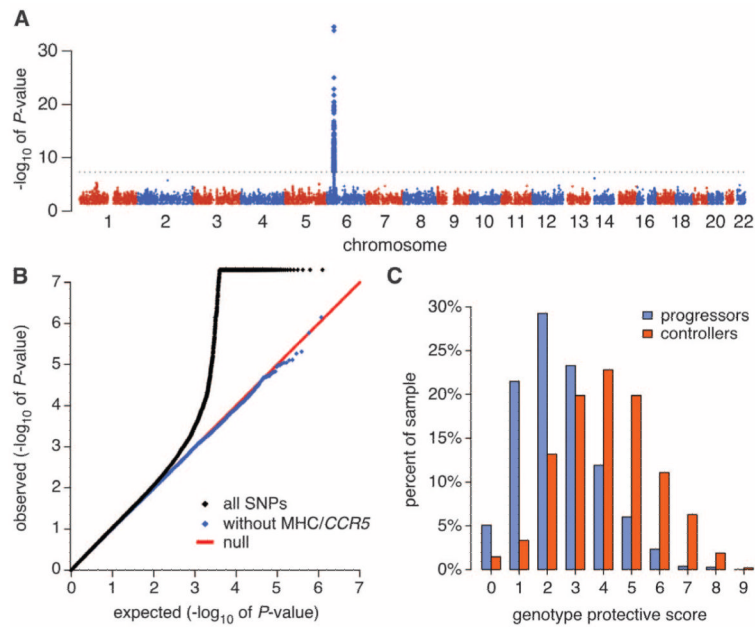 A
-log10 of P-value
30
20
10
0
1 2 3 4 5 6 7 8 9 10 11 12 13 14 16 18 20 22
chromosome
B
observed (-log10 of P-value)
7
6
5
4
3
2
1
0
all SNPs
without MHC/CCR5
null
0 1 2 3 4 5 6 7
expected (-log10 of P-value)
C
percent of sample
30%
25%
20%
15%
10%
5%
0%
progressors
controllers
0 1 2 3 4 5 6 7 8 9
genotype protective score